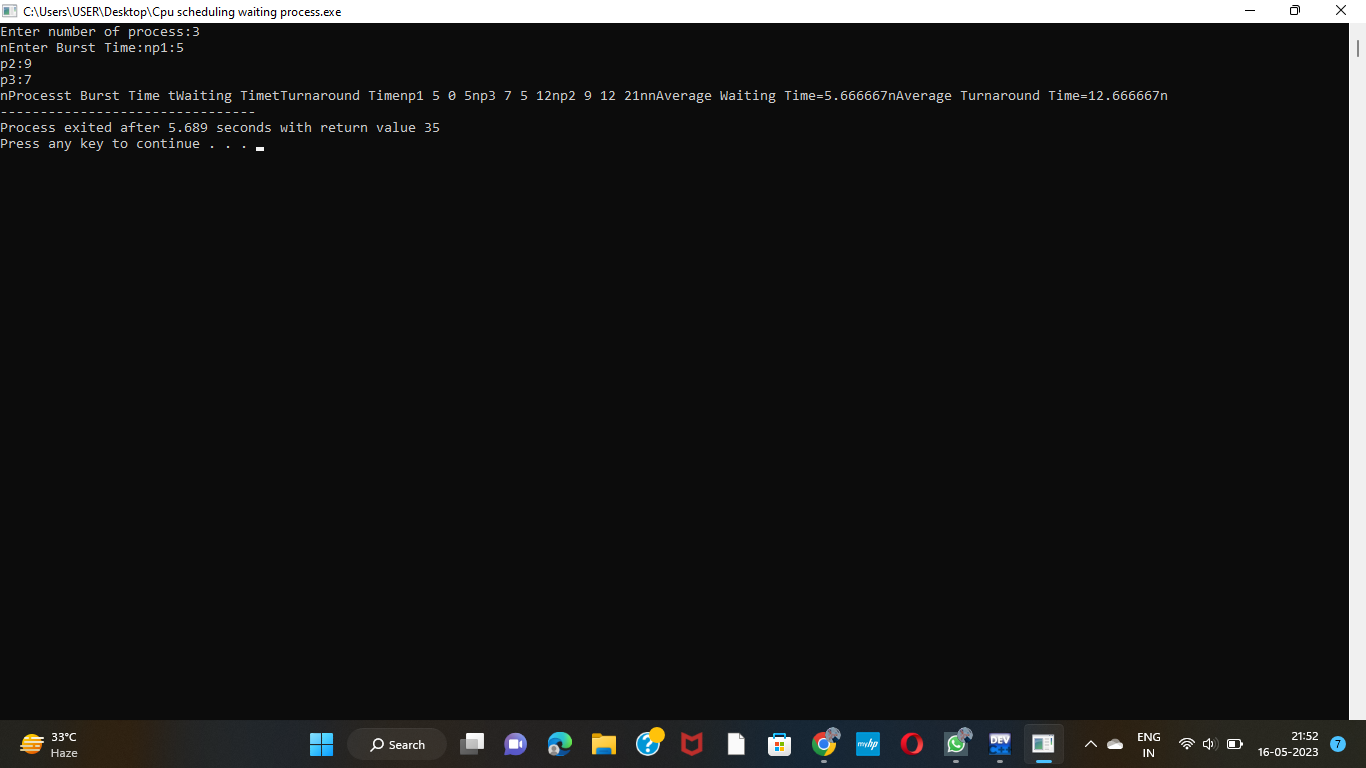 C:\Users\USER\Desktop\Cpu scheduling waiting process.exe
Enter number of process:3
nEnter Burst Time:np1:5
p2:9
p3:7
nProcesst Burst Time tWaiting TimetTurnaround Timenp1 5 0 5np3 7 5 12np2 9 12 21nnAverage Waiting Time=5.666667nAverage Turnaround Time=12.666667n
--------------------------------
Process exited after 5.689 seconds with return value 35
Press any key to continue . . .
33°C
Haze
Search
myhp
DEV
ENG
IN
21:52
16-05-2023
7